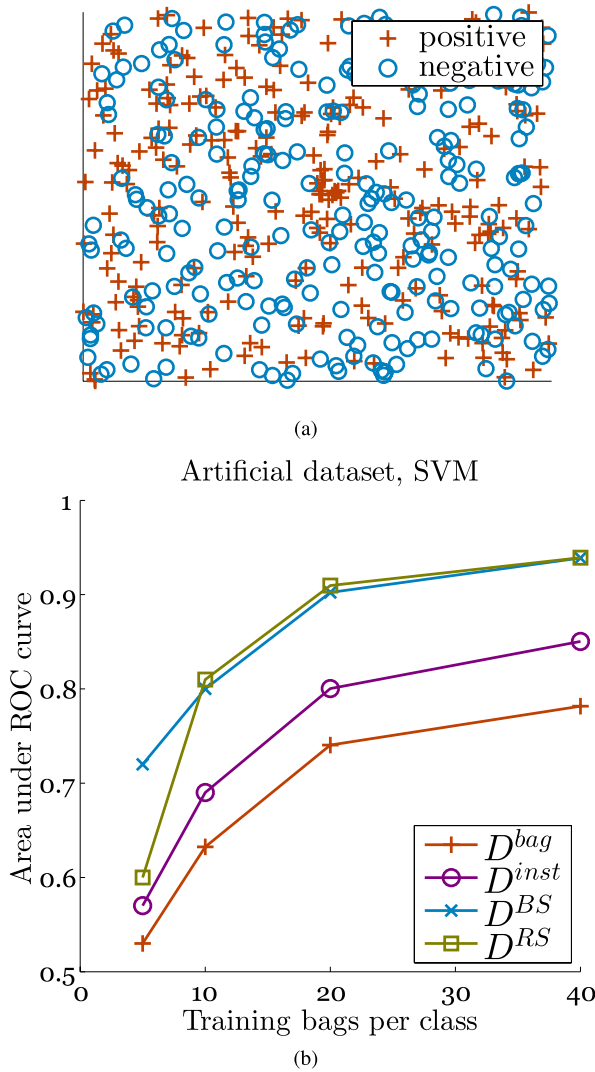 positive
negative
(a)
Artificial dataset, SVM
1
0.9
0.8
0.7
0.6
0.5
Area under ROC curve
D^{bag}
D^{inst}
D^{BS}
D^{RS}
0 10 20 30 40
Training bags per class
(b)